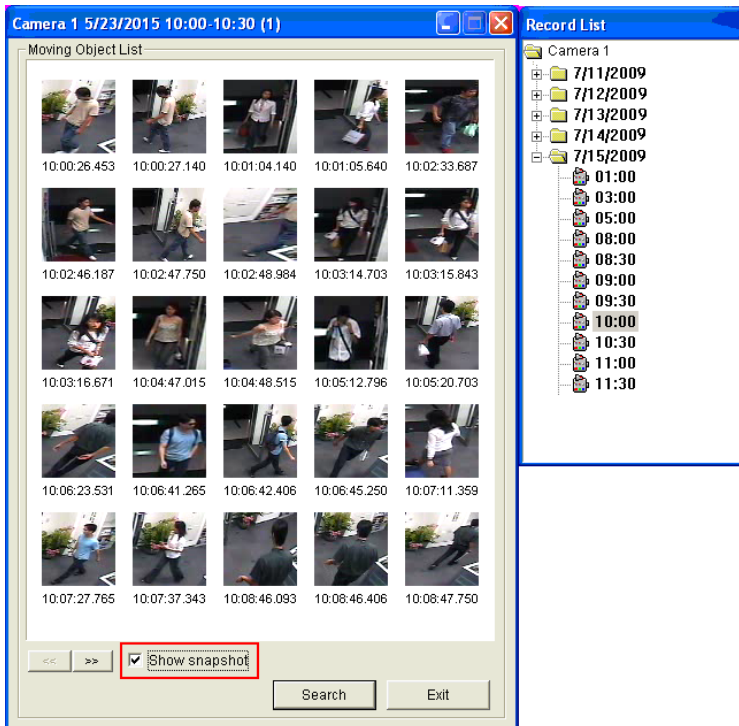 Camera 1 5/23/2015 10:00-10:30 (1)
Moving Object List
10:00:26.453 10:00:27.140 10:01:04.140 10:01:05.640 10:02:33.687
10:02:46.187 10:02:47.750 10:02:48.984 10:03:14.703 10:03:15.843
10:03:16.671 10:04:47.015 10:04:48.515 10:05:12.796 10:05:20.703
10:06:23.531 10:06:41.265 10:06:42.406 10:06:45.250 10:07:11.359
10:07:27.765 10:07:37.343 10:08:46.093 10:08:46.406 10:08:47.750
<< >> Show snapshot
Search Exit
Record List
Camera 1
7/11/2009
7/12/2009
7/13/2009
7/14/2009
7/15/2009
01:00
03:00
05:00
08:00
08:30
09:00
09:30
10:00
10:30
11:00
11:30